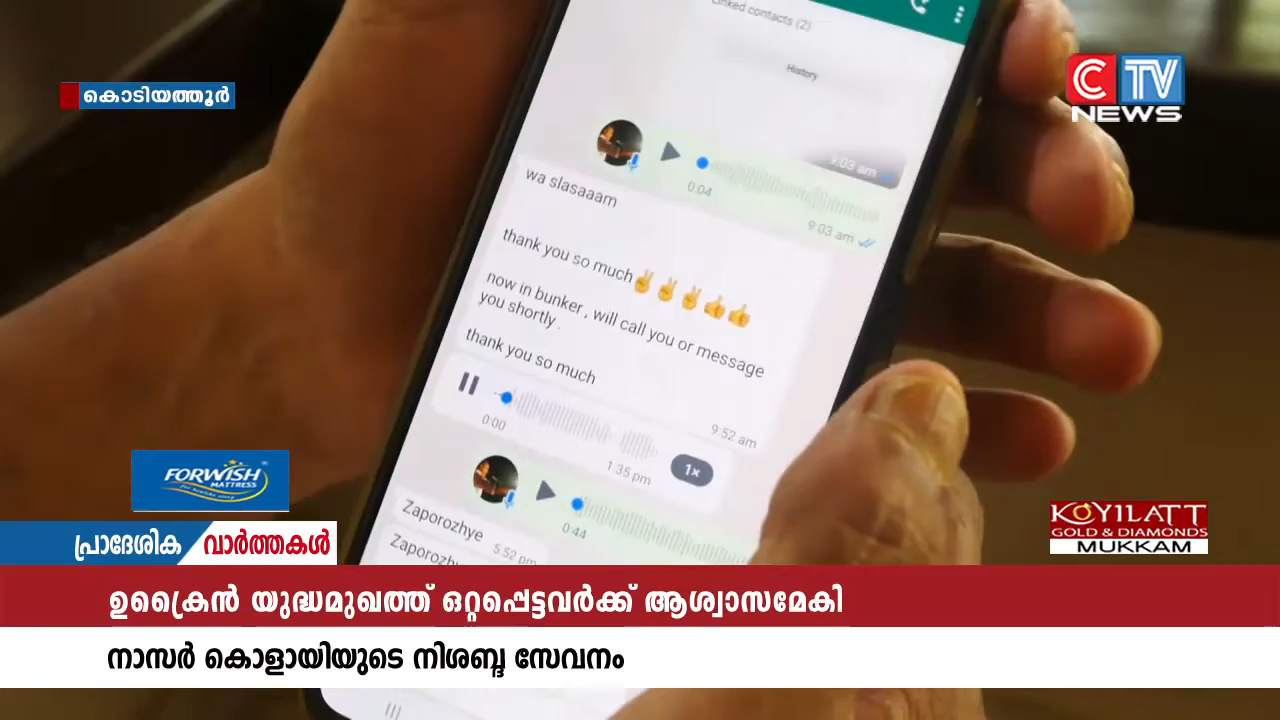 Linked contacts (2)
History
9:03 am
0:04
9:03 am
wa slasaaam
thank you so much✌✌✌👍👍
now in bunker , will call you or message
you shortly .
thank you so much
9:52 am
0:00
1:35 pm
1×
0:44
Zaporozhye
5:52 pm
കൊടിയത്തൂർ
CTV
NEWS
FORWISH
MATTRESS
KOYILATT
GOLD & DIAMONDS
MUKKAM
പ്രാദേശിക വാർത്തകൾ
ഉക്രൈൻ യുദ്ധമുഖത്ത് ഒറ്റപ്പെട്ടവർക്ക് ആശ്വാസമേകി
നാസർ കൊളായിയുടെ നിശബ്ദ സേവനം